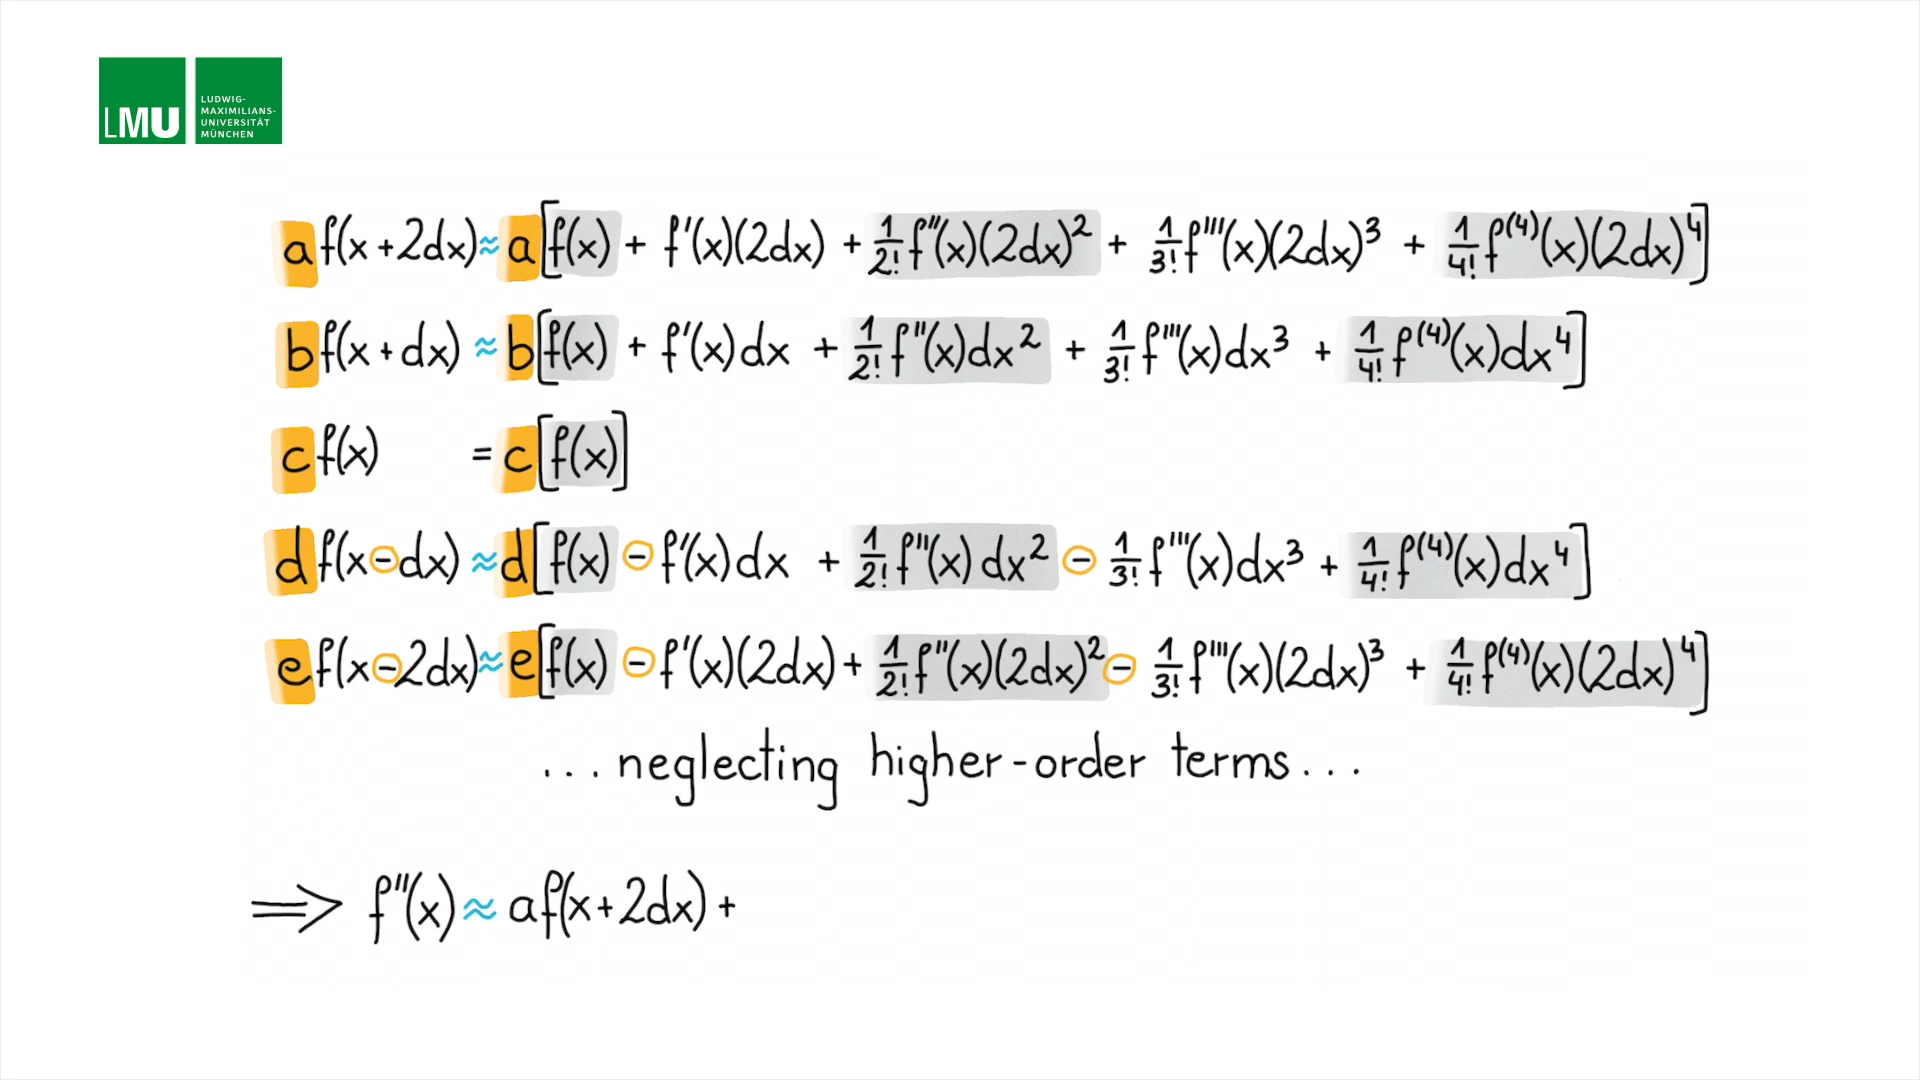 LMU
LUDWIG-
MAXIMILIANS-
UNIVERSITÄT
MÜNCHEN
a f(x+2dx) ≈ a[f(x) + f'(x)(2dx) + 1/2! f''(x)(2dx)² + 1/3! f'''(x)(2dx)³ + 1/4! f⁽⁴⁾(x)(2dx)⁴]
b f(x+dx) ≈ b[f(x) + f'(x)dx + 1/2! f''(x)dx² + 1/3! f'''(x)dx³ + 1/4! f⁽⁴⁾(x)dx⁴]
c f(x) = c[f(x)]
d f(x-dx) ≈ d[f(x) - f'(x)dx + 1/2! f''(x)dx² - 1/3! f'''(x)dx³ + 1/4! f⁽⁴⁾(x)dx⁴]
e f(x-2dx) ≈ e[f(x) - f'(x)(2dx) + 1/2! f''(x)(2dx)² - 1/3! f'''(x)(2dx)³ + 1/4! f⁽⁴⁾(x)(2dx)⁴]
...neglecting higher-order terms...
⟹ f''(x) ≈ af(x+2dx) +